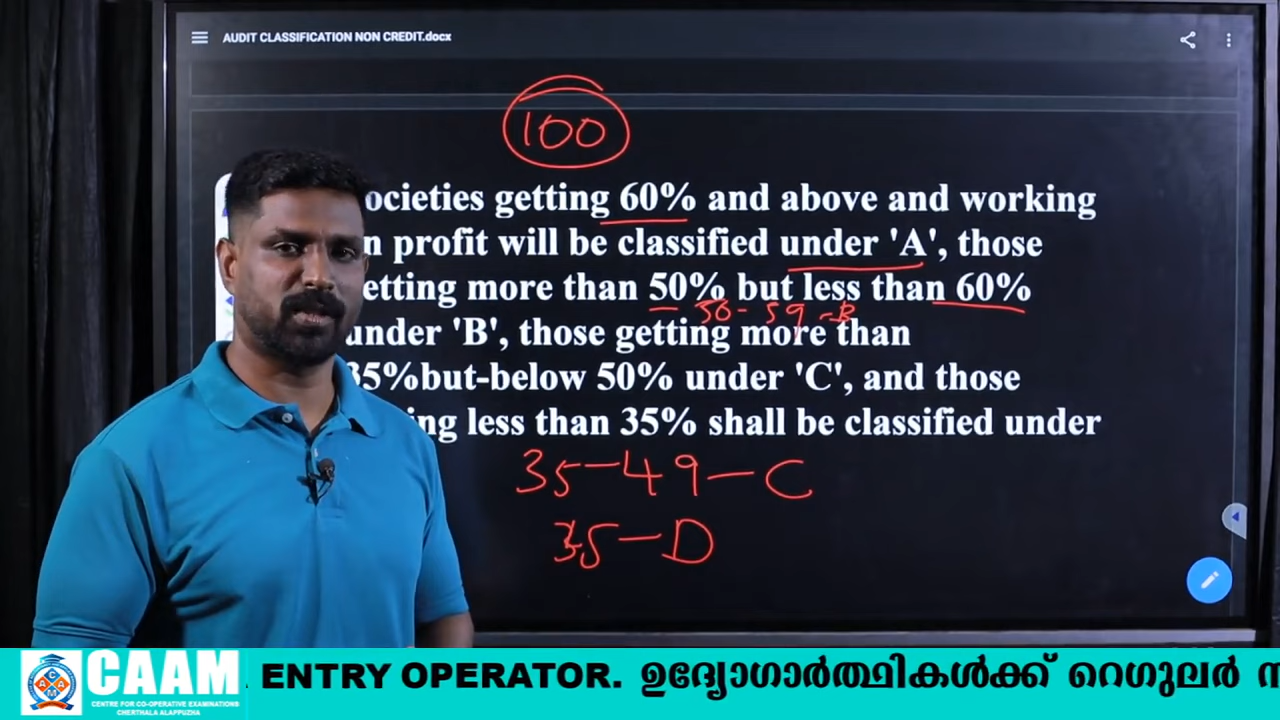 AUDIT CLASSIFICATION NON CREDIT.docx
100
ocieties getting 60% and above and working
n profit will be classified under 'A', those
etting more than 50% but less than 60%
50-59-B
under 'B', those getting more than
35%but-below 50% under 'C', and those
ing less than 35% shall be classified under
35-49-C
35-D
CAAM
CENTRE FOR CO-OPERATIVE EXAMINATIONS
CHERTHALA ALAPPUZHA
ENTRY OPERATOR. ഉദ്യോഗാർത്ഥികൾക്ക് റെഗുലർ